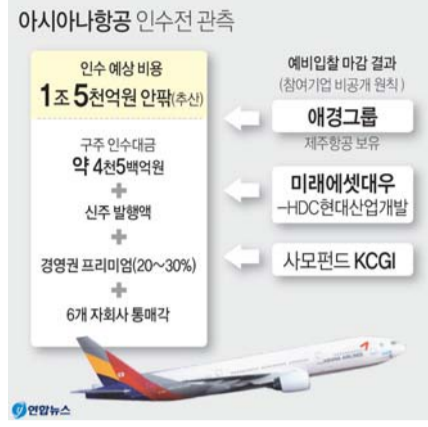 아시아나항공 인수전 관측
인수 예상 비용
1조 5천억원 안팎(추산)
구주 인수대금
약 4천5백억원
+
신주 발행액
+
경영권 프리미엄(20~30%)
+
6개 자회사 통매각
예비입찰 마감 결과
(참여기업 비공개 원칙)
애경그룹
제주항공 보유
미래에셋대우
–HDC현대산업개발
사모펀드 KCGI
ASIANA AIRLINES
연합뉴스